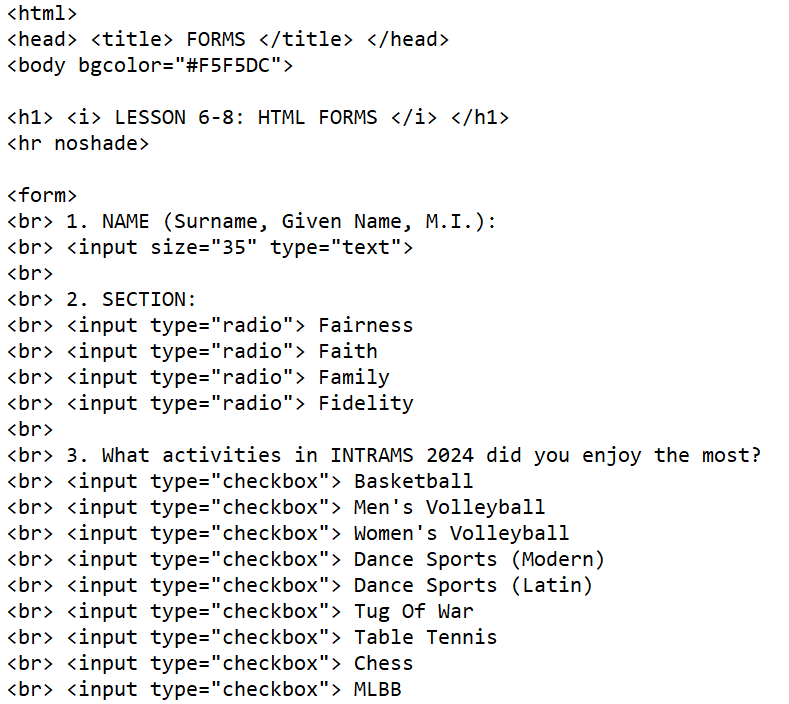 <html>
<head> <title> FORMS </title> </head>
<body bgcolor="#F5F5DC">
<h1> <i> LESSON 6-8: HTML FORMS </i> </h1>
<hr noshade>
<form>
<br> 1. NAME (Surname, Given Name, M.I.):
<br> <input size="35" type="text">
<br>
<br> 2. SECTION:
<br> <input type="radio"> Fairness
<br> <input type="radio"> Faith
<br> <input type="radio"> Family
<br> <input type="radio"> Fidelity
<br>
<br> 3. What activities in INTRAMS 2024 did you enjoy the most?
<br> <input type="checkbox"> Basketball
<br> <input type="checkbox"> Men's Volleyball
<br> <input type="checkbox"> Women's Volleyball
<br> <input type="checkbox"> Dance Sports (Modern)
<br> <input type="checkbox"> Dance Sports (Latin)
<br> <input type="checkbox"> Tug Of War
<br> <input type="checkbox"> Table Tennis
<br> <input type="checkbox"> Chess
<br> <input type="checkbox"> MLBB